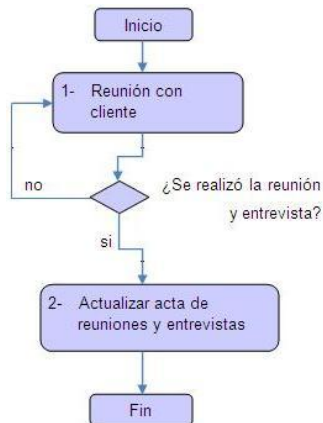 Inicio
1- Reunión con
cliente
no
¿Se realizó la reunión
y entrevista?
si
2- Actualizar acta de
reuniones y entrevistas
Fin